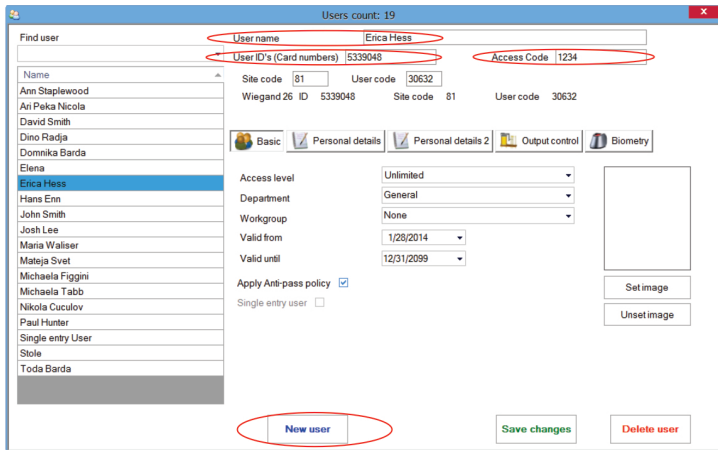 Users count: 19
x
Find user
User name Erica Hess
User ID's (Card numbers) 5339048 Access Code 1234
Name
Site code 81 User code 30632
Wiegand 26 ID 5339048 Site code 81 User code 30632
Ann Staplewood
Ari Peka Nicola
David Smith
Dino Radja
Domnika Barda
Elena
Erica Hess
Hans Enn
John Smith
Josh Lee
Maria Waliser
Mateja Svet
Michaela Figgini
Michaela Tabb
Nikola Cuculov
Paul Hunter
Single entry User
Stole
Toda Barda
Basic Personal details Personal details 2 Output control Biometry
Access level Unlimited
Department General
Workgroup None
Valid from 1/28/2014
Valid until 12/31/2099
Apply Anti-pass policy
Single entry user
Set image
Unset image
New user Save changes Delete user